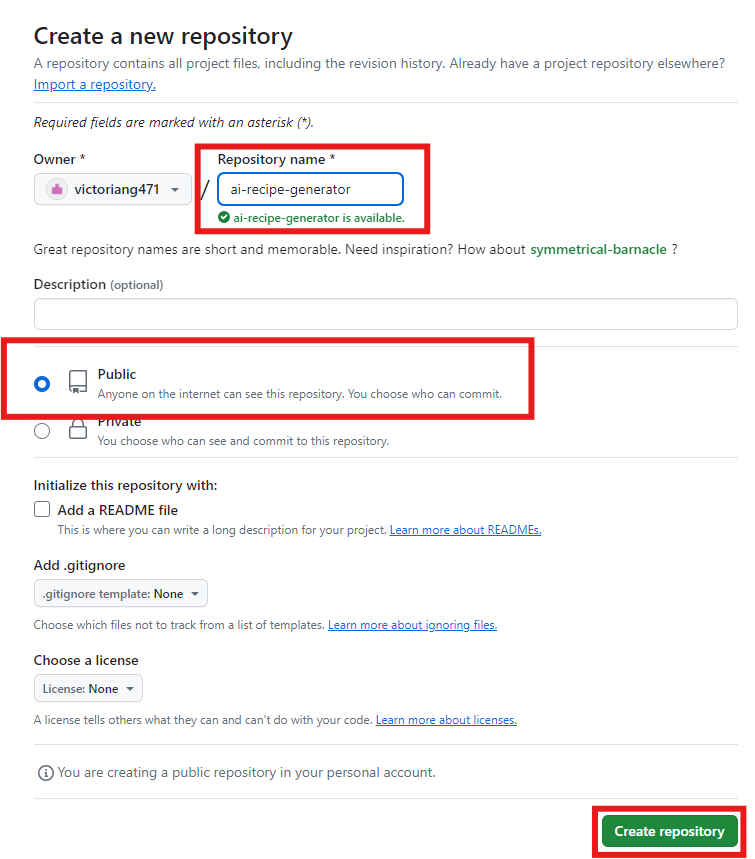 Create a new repository
A repository contains all project files, including the revision history. Already have a project repository elsewhere?
Import a repository.
Required fields are marked with an asterisk (*).
Owner *
Repository name *
victoriang471
/
ai-recipe-generator
ai-recipe-generator is available.
Great repository names are short and memorable. Need inspiration? How about symmetrical-barnacle ?
Description (optional)
Public
Anyone on the internet can see this repository. You choose who can commit.
Private
You choose who can see and commit to this repository.
Initialize this repository with:
Add a README file
This is where you can write a long description for your project. Learn more about READMEs.
Add .gitignore
.gitignore template: None
Choose which files not to track from a list of templates. Learn more about ignoring files.
Choose a license
License: None
A license tells others what they can and can't do with your code. Learn more about licenses.
You are creating a public repository in your personal account.
Create repository